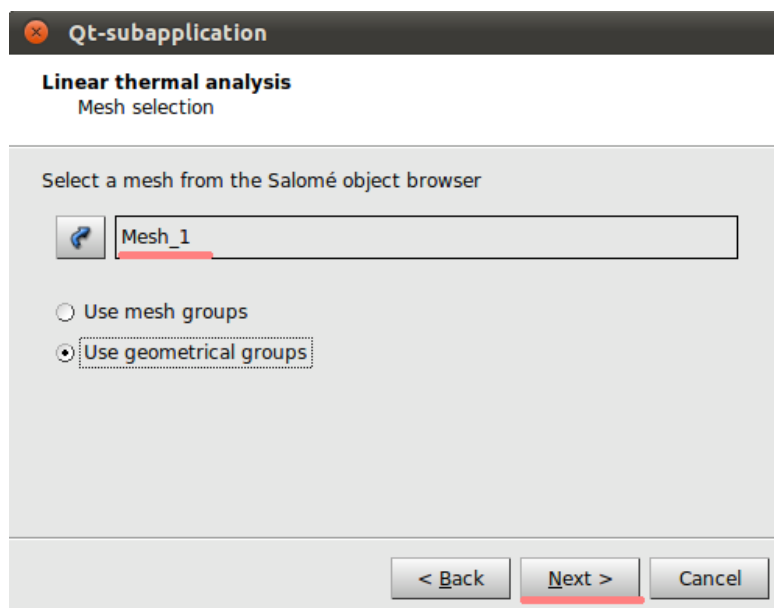 Qt-subapplication
Linear thermal analysis
Mesh selection
Select a mesh from the Salomé object browser
Mesh_1
Use mesh groups
Use geometrical groups
< Back Next > Cancel